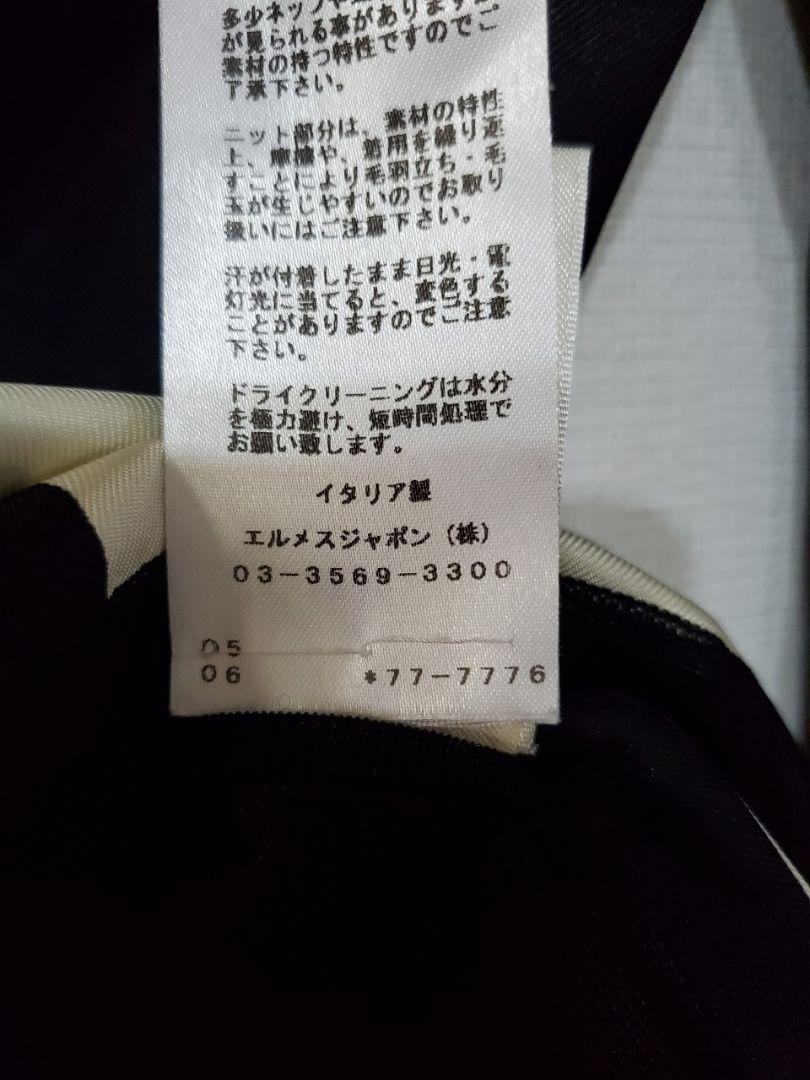 多少ネップや
が見られる事がありま
素材の持つ特性ですのでご
了承下さい。
ニット部分は、素材の特性
上、摩擦や、着用を繰り返
すことにより毛羽立ち・毛
玉が生じやすいのでお取り
扱いにはご注意下さい。
汗が付着したまま日光・電
灯光に当てると、変色する
ことがありますのでご注意
下さい。
ドライクリーニングは水分
を極力避け、短時間処理で
お願い致します。
イタリア製
エルメスジャポン（株）
03-3569-3300
05
06 *77-7776